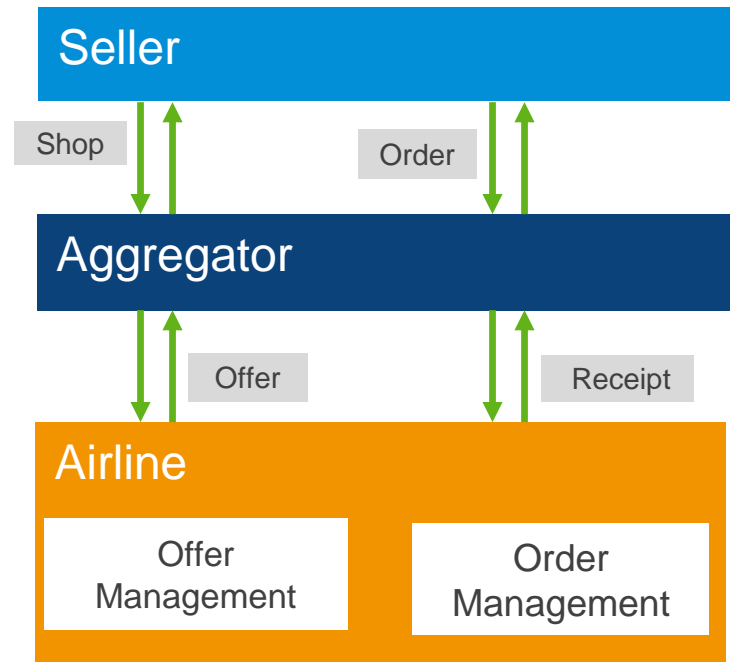 Seller
Shop
Order
Aggregator
Offer
Receipt
Airline
Offer
Management
Order
Management